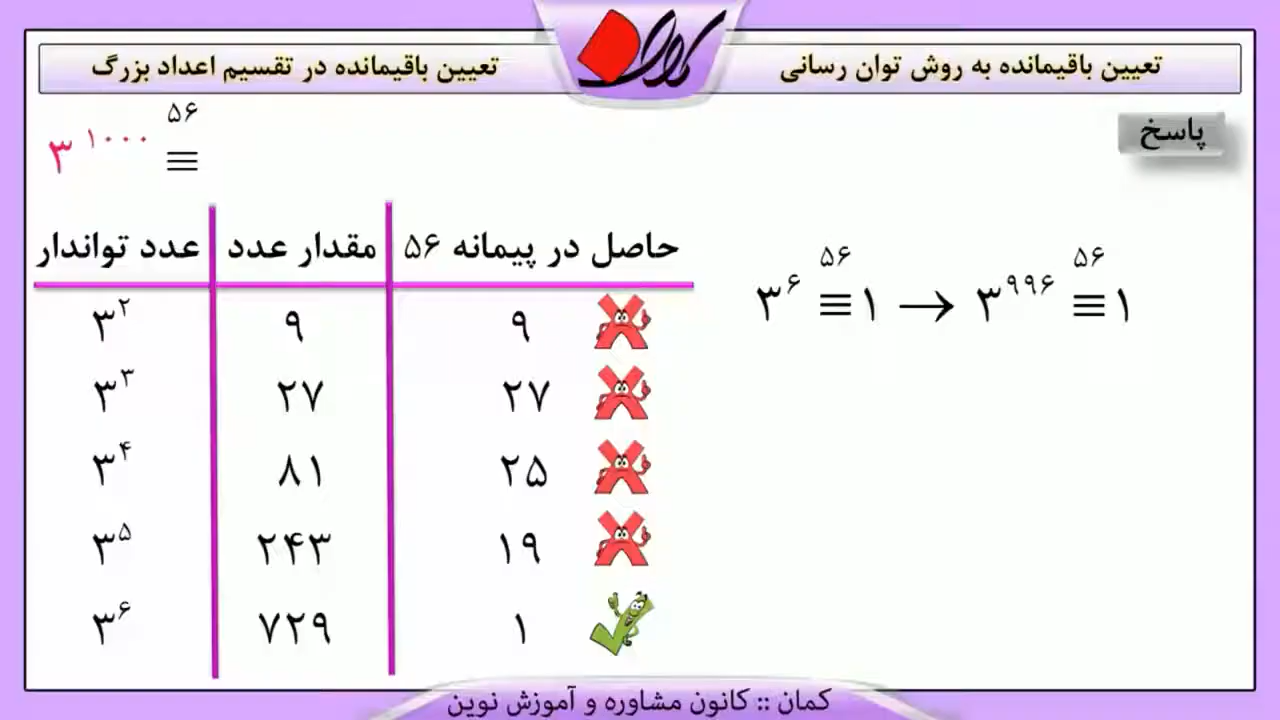 تعیین باقیمانده به روش توان رسانی
تعیین باقیمانده در تقسیم اعداد بزرگ
کمان
پاسخ
۳^۱۰۰۰ ≡^۵۶
عدد تواندار | مقدار عدد | حاصل در پیمانه ۵۶
۳^۲ | ۹ | ۹
۳^۳ | ۲۷ | ۲۷
۳^۴ | ۸۱ | ۲۵
۳^۵ | ۲۴۳ | ۱۹
۳^۶ | ۷۲۹ | ۱
۳^۶ ≡^۵۶ ۱ → ۳^۹۹۶ ≡^۵۶ ۱
کمان :: کانون مشاوره و آموزش نوین